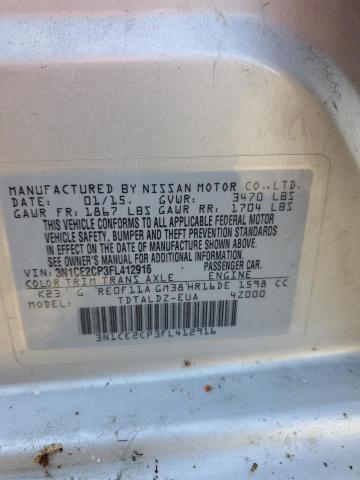 MANUFACTURED BY NISSAN MOTOR CO., LTD.
DATE: 01/15. GVWR: 3470 LBS
GAWR FR: 1867 LBS GAWR RR: 1704 LBS
THIS VEHICLE CONFORMS TO ALL APPLICABLE FEDERAL MOTOR
VEHICLE SAFETY, BUMPER AND THEFT PREVENTION STANDARDS
IN EFFECT ON THE DATE OF MANUFACTURE SHOWN ABOVE.
SEE OWNER'S MANUAL FOR ADDITIONAL INFORMATION. 4Z000
VIN: 3N1CE2CP3FL412916 PASSENGER CAR
COLOR TRIM TRANS AXLE ENGINE
K23 G RE0F11A GM38 HR16DE 1598 CC
MODEL: TDTALDZ-EUA 4Z000
3N1CE2CP3FL412916